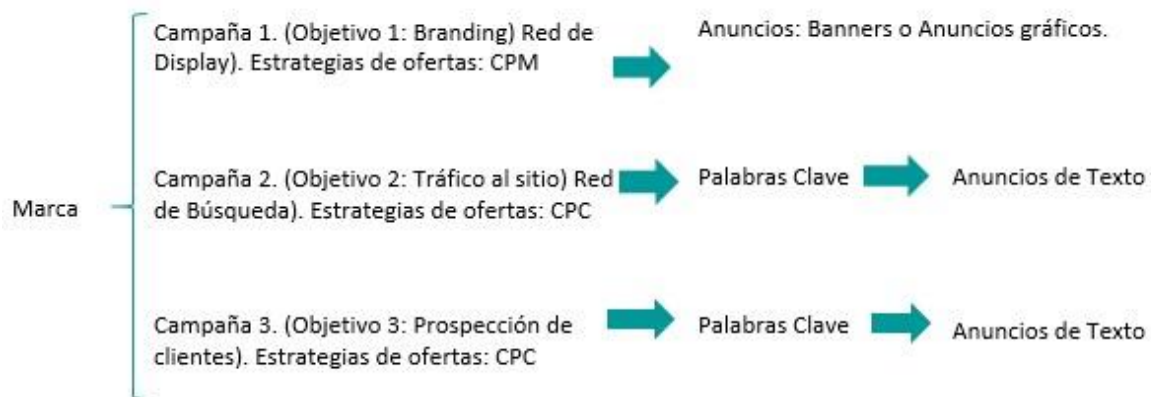 Campaña 1. (Objetivo 1: Branding) Red de
Display). Estrategias de ofertas: CPM
Anuncios: Banners o Anuncios gráficos.
Marca
Campaña 2. (Objetivo 2: Tráfico al sitio) Red
de Búsqueda). Estrategias de ofertas: CPC
Palabras Clave
Anuncios de Texto
Campaña 3. (Objetivo 3: Prospección de
clientes). Estrategias de ofertas: CPC
Palabras Clave
Anuncios de Texto